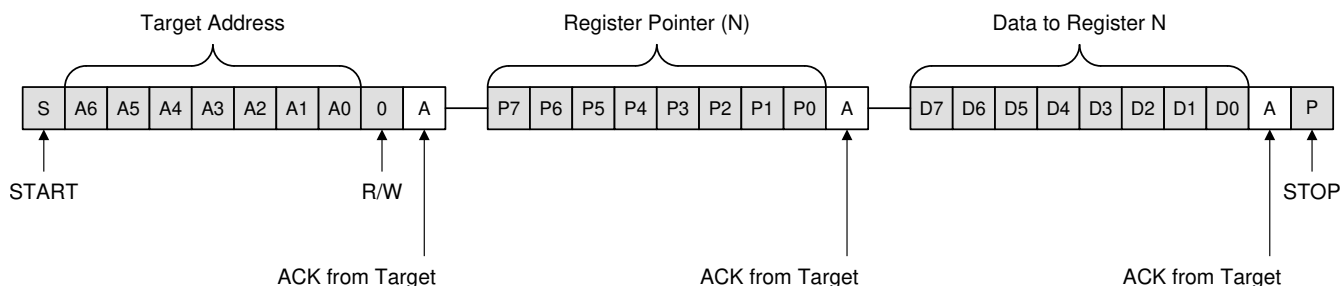 Target Address
Register Pointer (N)
Data to Register N
S A6 A5 A4 A3 A2 A1 A0 0 A P7 P6 P5 P4 P3 P2 P1 P0 A D7 D6 D5 D4 D3 D2 D1 D0 A P
START
R/W
STOP
ACK from Target
ACK from Target
ACK from Target